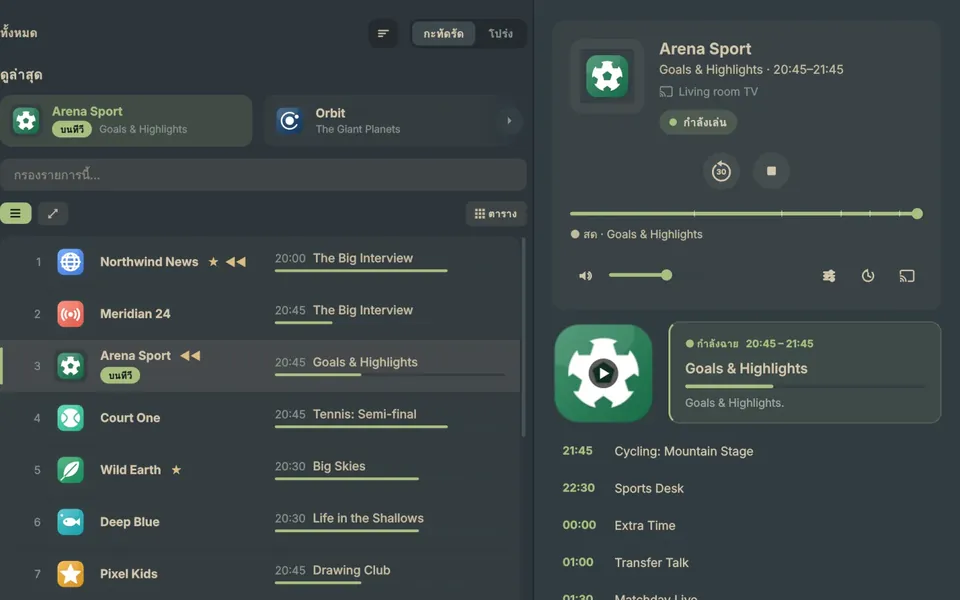 ทั้งหมด
กะทัดรัด
โปร่ง
ดูล่าสุด
Arena Sport
บนทีวี Goals & Highlights
Orbit
The Giant Planets
กรองรายการนี้...
ตาราง
1 Northwind News 20:00 The Big Interview
2 Meridian 24 20:45 The Big Interview
3 Arena Sport 20:45 Goals & Highlights
บนทีวี
4 Court One 20:45 Tennis: Semi-final
5 Wild Earth 20:30 Big Skies
6 Deep Blue 20:30 Life in the Shallows
7 Pixel Kids 20:45 Drawing Club
Arena Sport
Goals & Highlights · 20:45–21:45
Living room TV
กำลังเล่น
30
สด · Goals & Highlights
กำลังฉาย 20:45 – 21:45
Goals & Highlights
Goals & Highlights.
21:45 Cycling: Mountain Stage
22:30 Sports Desk
00:00 Extra Time
01:00 Transfer Talk
01:30 Matchday Live